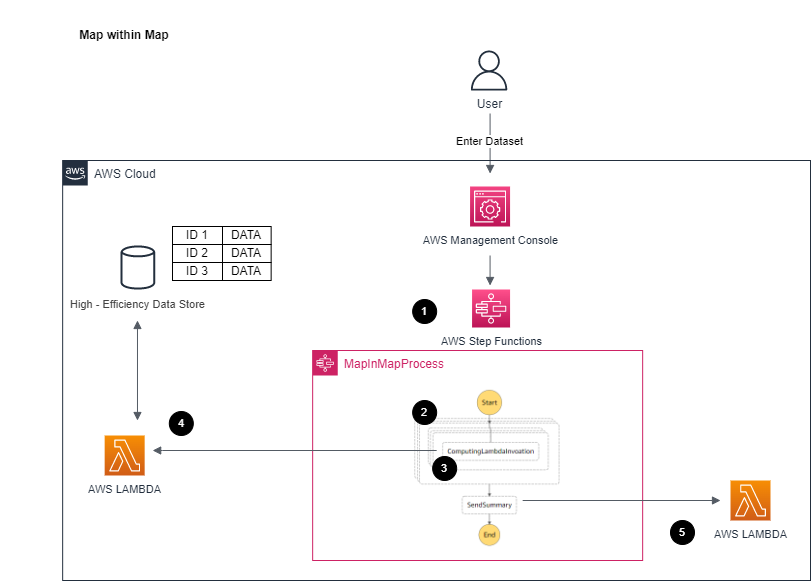 Map within Map
User
Enter Dataset
aws
AWS Cloud
AWS Management Console
ID 1 DATA
ID 2 DATA
ID 3 DATA
High - Efficiency Data Store
1
AWS Step Functions
MapInMapProcess
Start
2
ComputingLambdaInvoation
3
4
AWS LAMBDA
SendSummary
End
5
AWS LAMBDA